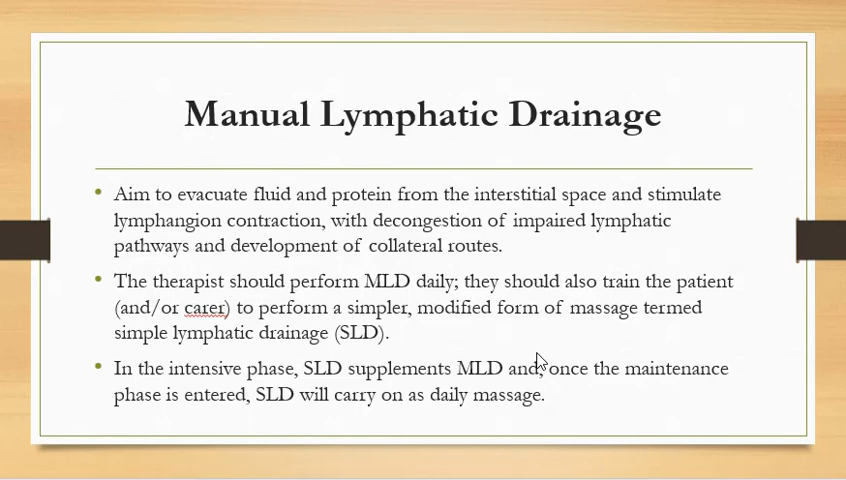 Manual Lymphatic Drainage
• Aim to evacuate fluid and protein from the interstitial space and stimulate
lymphangion contraction, with decongestion of impaired lymphatic
pathways and development of collateral routes.
• The therapist should perform MLD daily; they should also train the patient
(and/or carer) to perform a simpler, modified form of massage termed
simple lymphatic drainage (SLD).
• In the intensive phase, SLD supplements MLD and, once the maintenance
phase is entered, SLD will carry on as daily massage.